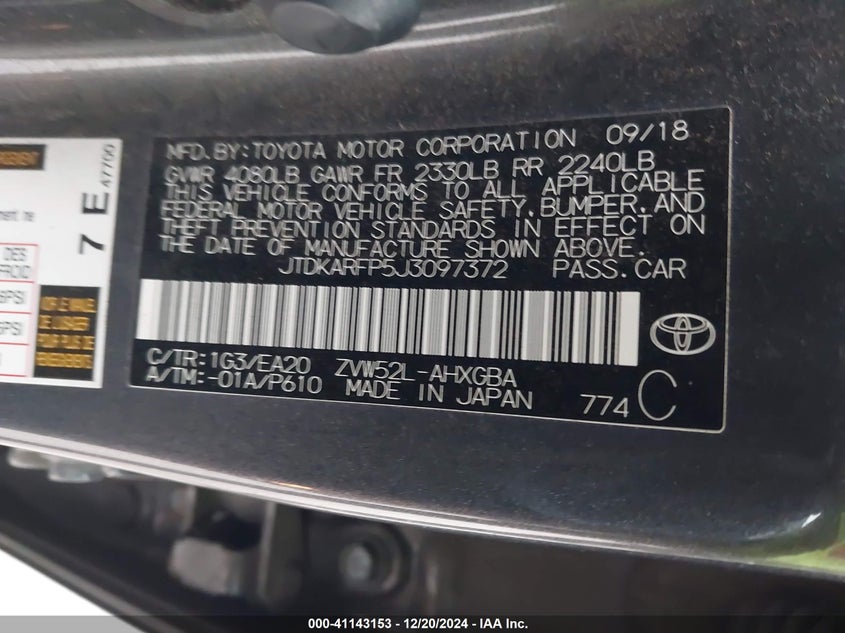 MFD.BY:TOYOTA MOTOR CORPORATION 09/18
GVWR 4080LB GAWR FR 2330LB RR 2240LB
THIS VEHICLE CONFORMS TO ALL APPLICABLE
FEDERAL MOTOR VEHICLE SAFETY,BUMPER,AND
THEFT PREVENTION STANDARDS IN EFFECT ON
THE DATE OF MANUFACTURE SHOWN ABOVE.
JTDKARFP5J3097372 PASS.CAR
C/TR:1G3/EA20 ZVW52L-AHXGBA
A/TM:-01A/P610 MADE IN JAPAN 774 C
7 E
47700
DES
PSI
000-41143153 - 12/20/2024 - IAA Inc.